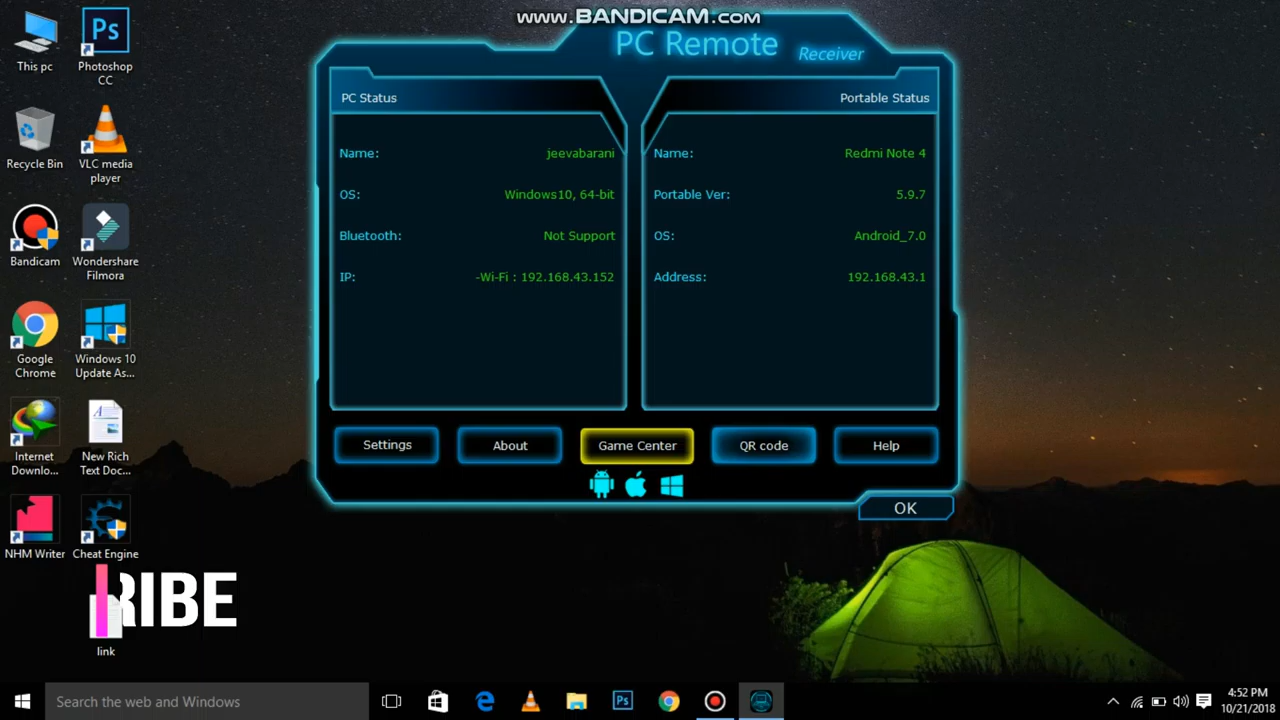 www.BANDICAM.com
PC Remote
Receiver
PC Status
Name: jeevabarani
OS: Windows10, 64-bit
Bluetooth: Not Support
IP: -Wi-Fi : 192.168.43.152
Portable Status
Name: Redmi Note 4
Portable Ver: 5.9.7
OS: Android_7.0
Address: 192.168.43.1
Settings
About
Game Center
QR code
Help
OK
This pc
Ps
Photoshop
CC
Recycle Bin
VLC media
player
Bandicam
Wondershare
Filmora
Google
Chrome
Windows 10
Update As...
Internet
Downlo...
New Rich
Text Doc...
NHM Writer
Cheat Engine
RIBE
link
Search the web and Windows
Ps
4:52 PM
10/21/2018